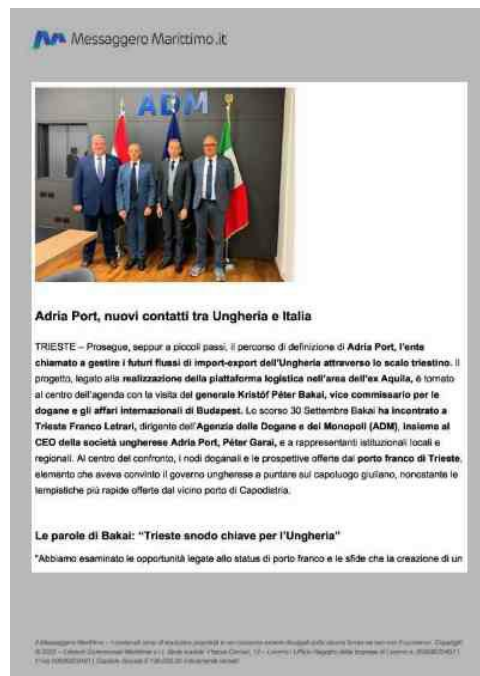 Messaggero Marittimo.it
ADM
Adria Port, nuovi contatti tra Ungheria e Italia
TRIESTE – Prosegue, seppur a piccoli passi, il percorso di definizione di Adria Port, l'ente
chiamato a gestire i futuri flussi di import-export dell'Ungheria attraverso lo scalo triestino. Il
progetto, legato alla realizzazione della piattaforma logistica nell'area dell'ex Aquila, è tornato
al centro dell'agenda con la visita del generale Kristóf Péter Bakai, vice commissario per le
dogane e gli affari internazionali di Budapest. Lo scorso 30 Settembre Bakai ha incontrato a
Trieste Franco Letrari, dirigente dell'Agenzia delle Dogane e dei Monopoli (ADM), insieme al
CEO della società ungherese Adria Port, Péter Garai, e a rappresentanti istituzionali locali e
regionali. Al centro del confronto, i nodi doganali e le prospettive offerte dal porto franco di Trieste,
elemento che aveva convinto il governo ungherese a puntare sul capoluogo giuliano, nonostante le
tempistiche più rapide offerte dal vicino porto di Capodistria.
Le parole di Bakai: "Trieste snodo chiave per l'Ungheria"
"Abbiamo esaminato le opportunità legate allo status di porto franco e le sfide che la creazione di un